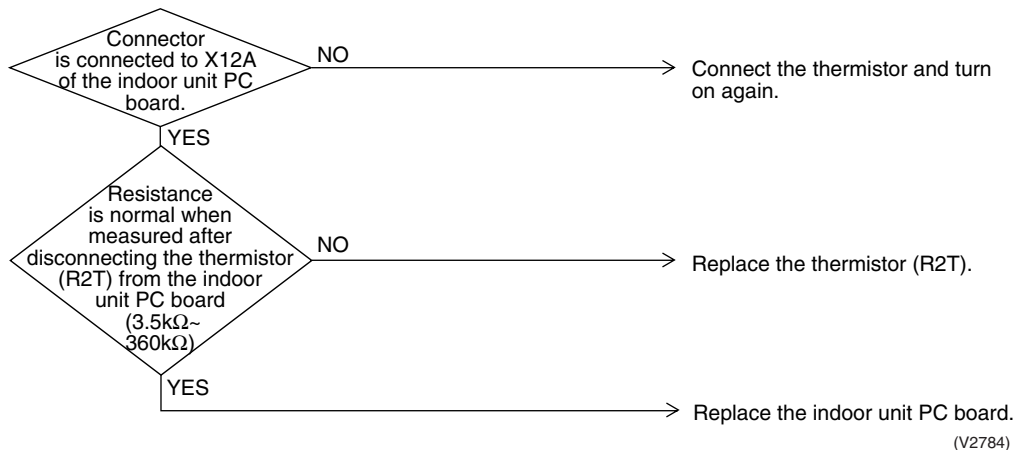 Connector
is connected to X12A
of the indoor unit PC
board.
NO
Connect the thermistor and turn
on again.
YES
Resistance
is normal when
measured after
disconnecting the thermistor
(R2T) from the indoor
unit PC board
(3.5kΩ~
360kΩ)
NO
Replace the thermistor (R2T).
YES
Replace the indoor unit PC board.
(V2784)